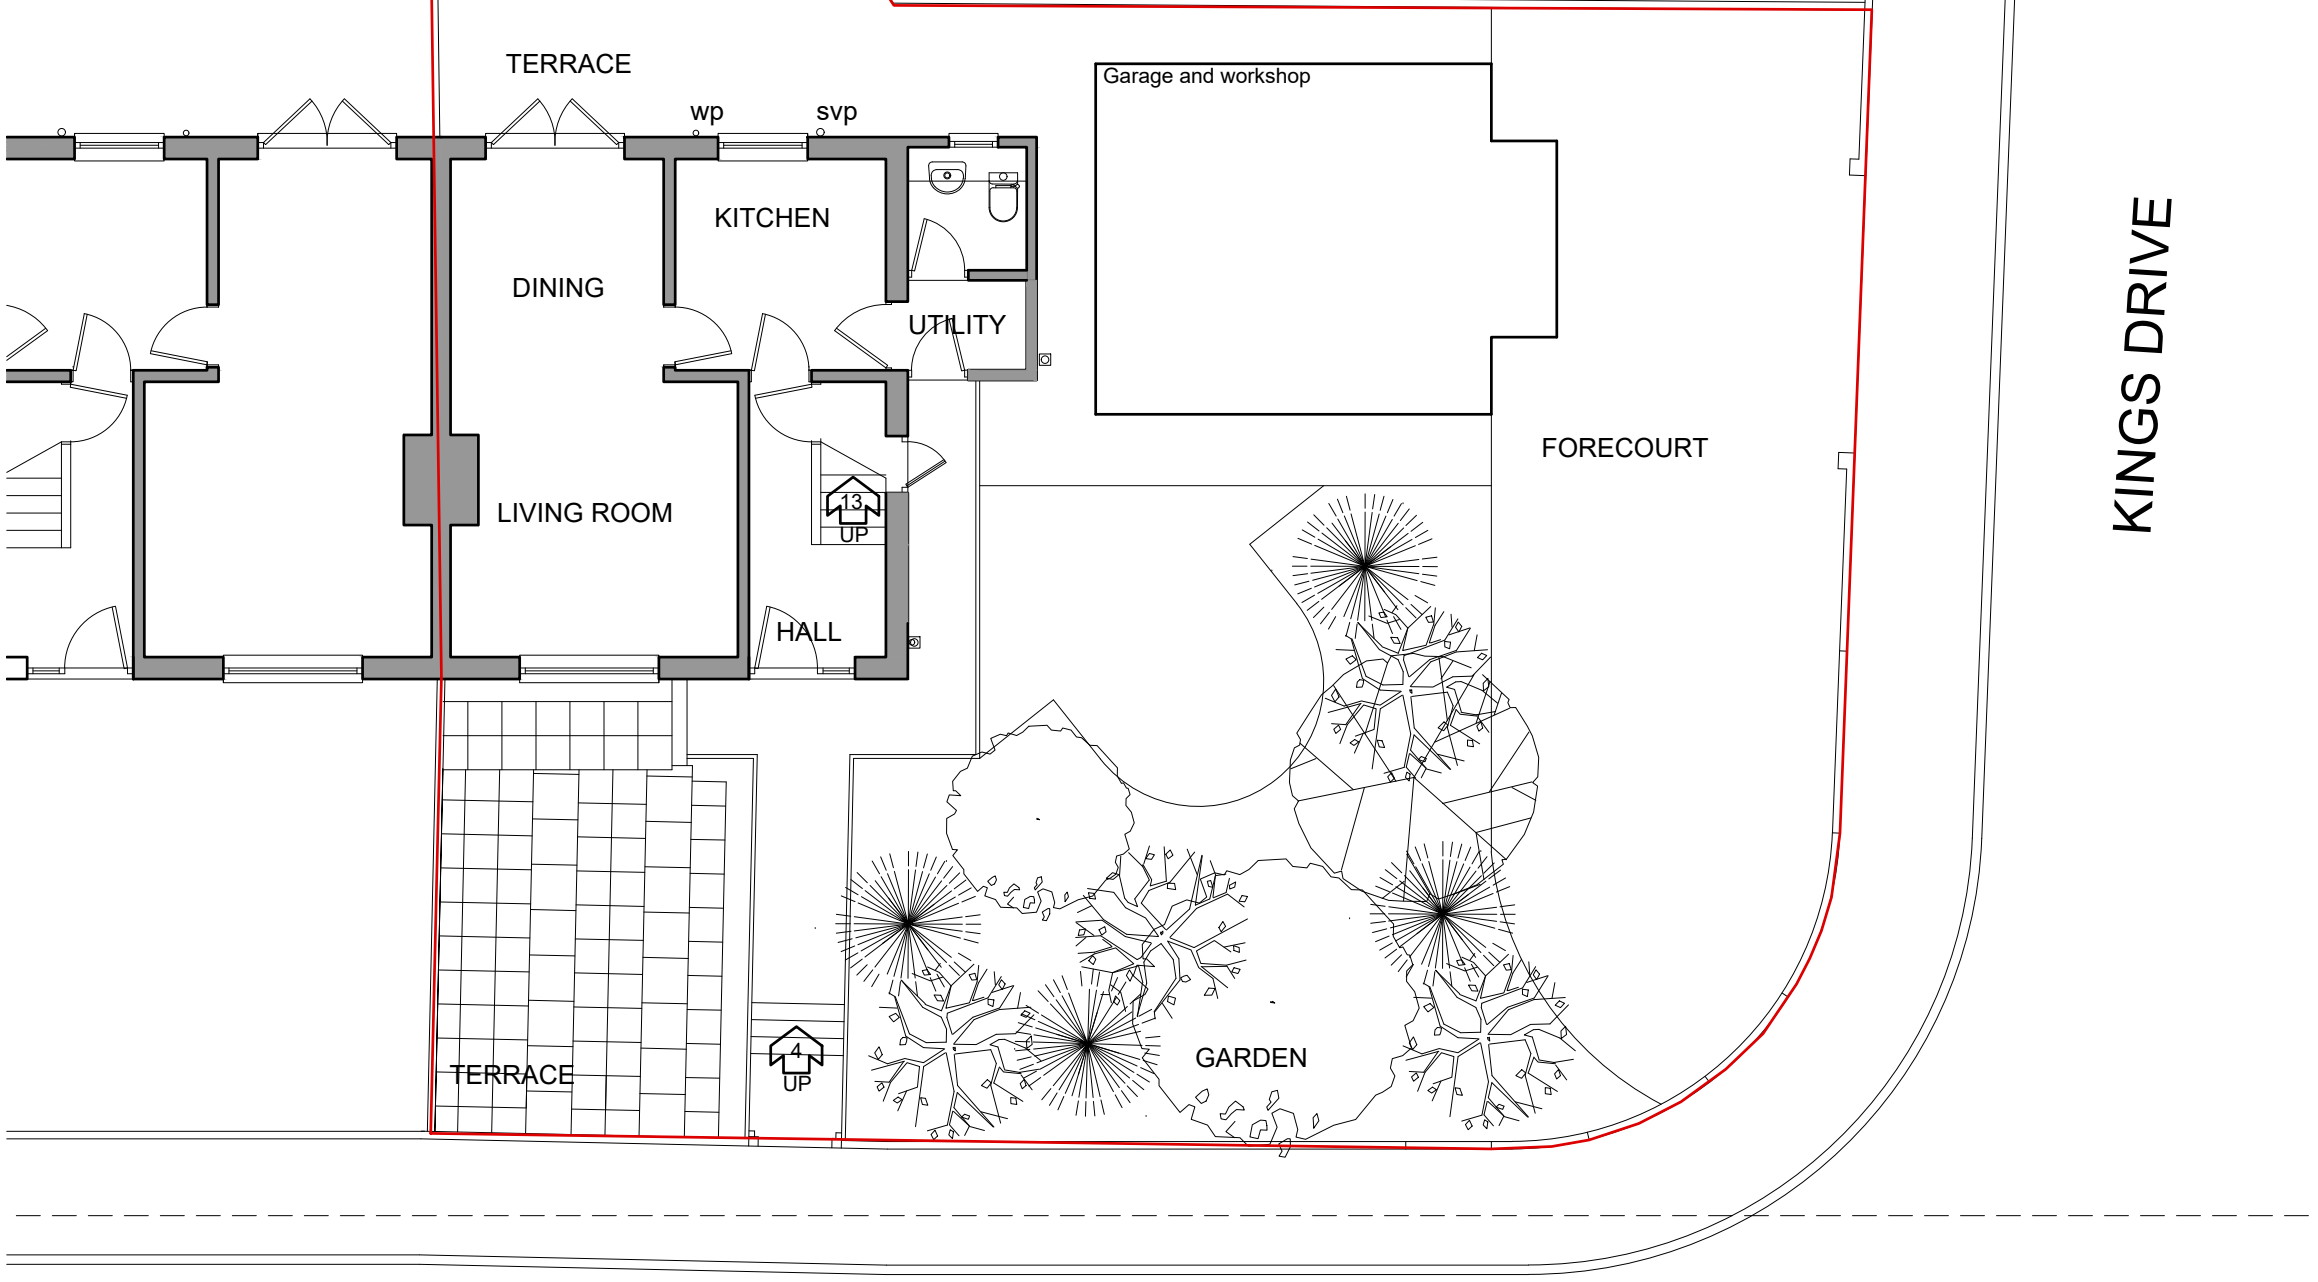 TERRACE
Garage and workshop
wp
svp
KITCHEN
DINING
UTILITY
KINGS DRIVE
FORECOURT
LIVING ROOM
13
UP
HALL
4
UP
TERRACE
GARDEN